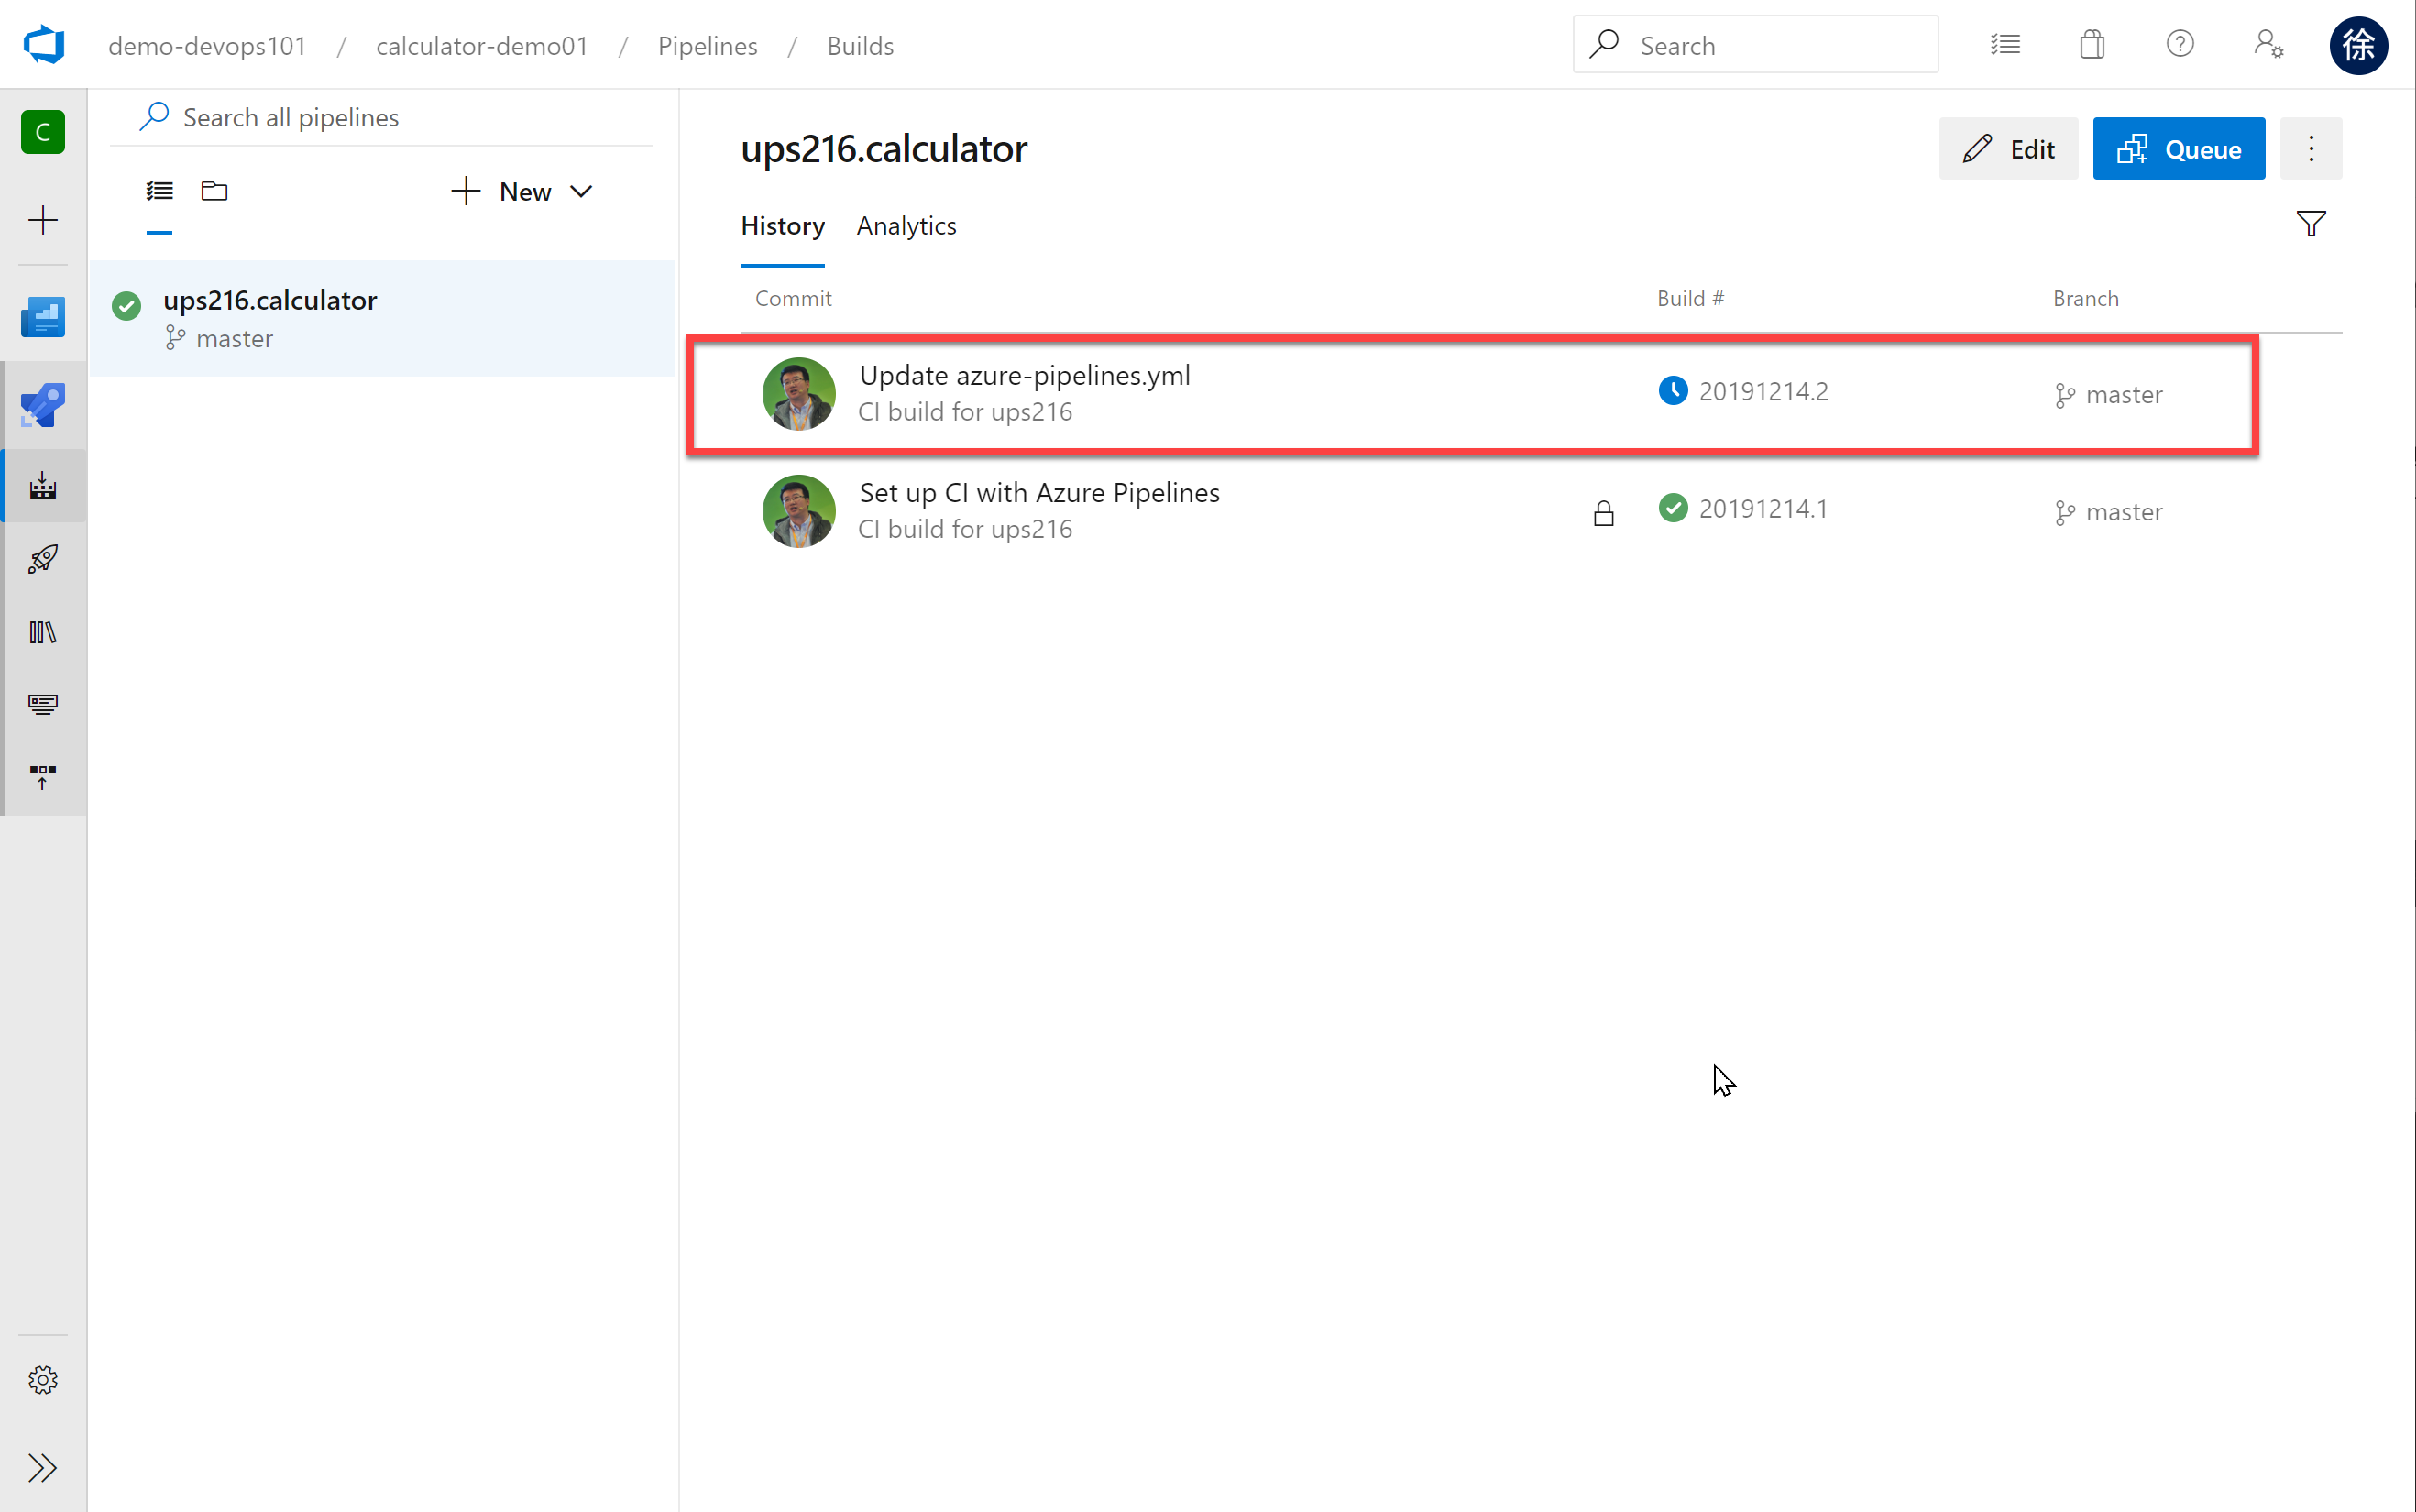 demo-devops101 / calculator-demo01 / Pipelines / Builds
Search
徐
C
Search all pipelines
New
ups216.calculator
master
ups216.calculator
Edit
Queue
History Analytics
Commit Build # Branch
Update azure-pipelines.yml
CI build for ups216
20191214.2
master
Set up CI with Azure Pipelines
CI build for ups216
20191214.1
master